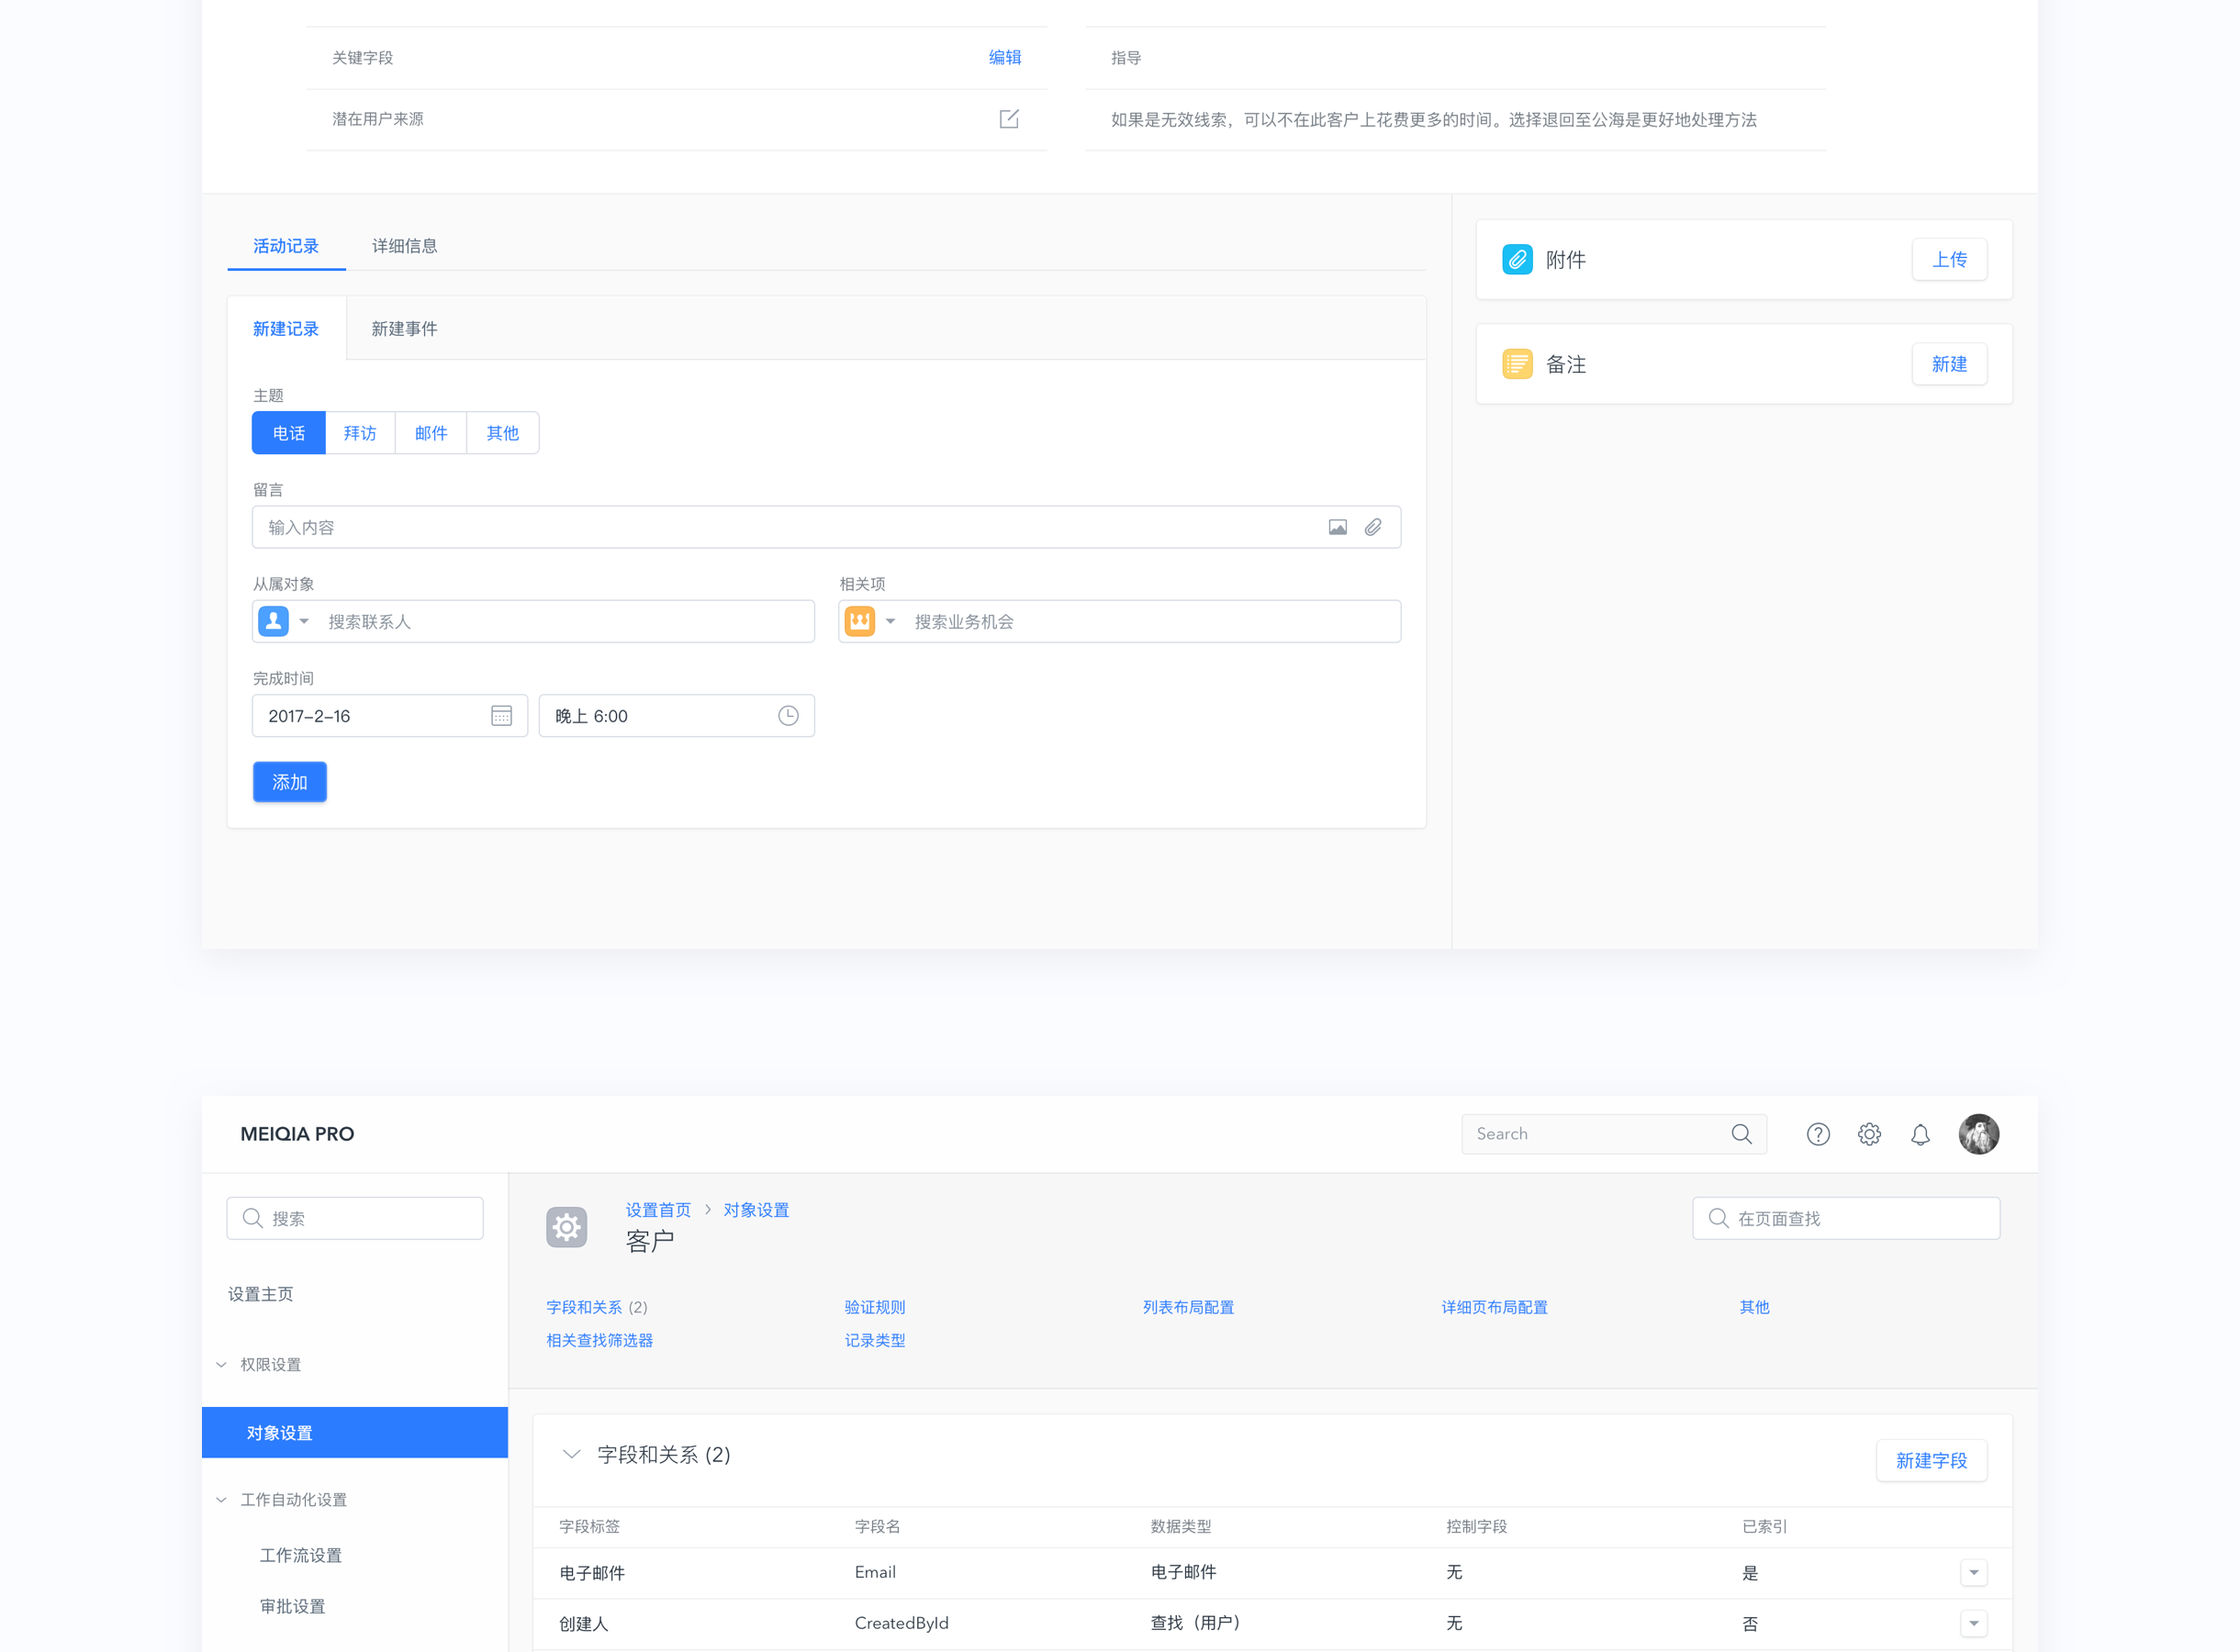 关键字段 编辑 指导
潜在用户来源 如果是无效线索，可以不在此客户上花费更多的时间。选择退回至公海是更好地处理方法
活动记录 详细信息
新建记录 新建事件
主题
电话 拜访 邮件 其他
留言
输入内容
从属对象 相关项
搜索联系人 搜索业务机会
完成时间
2017-2-16 晚上 6:00
添加
附件 上传
备注 新建
MEIQIA PRO Search
搜索
设置主页
权限设置
对象设置
工作自动化设置
工作流设置
审批设置
设置首页 > 对象设置
客户
在页面查找
字段和关系 (2) 验证规则 列表布局配置 详细页布局配置 其他
相关查找筛选器 记录类型
字段和关系 (2) 新建字段
字段标签 字段名 数据类型 控制字段 已索引
电子邮件 Email 电子邮件 无 是
创建人 CreatedById 查找（用户） 无 否